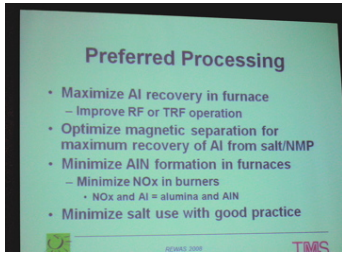 Preferred Processing
• Maximize Al recovery in furnace
– Improve RF or TRF operation
• Optimize magnetic separation for
maximum recovery of Al from salt/NMP
• Minimize AlN formation in furnaces
– Minimize NOx in burners
• NOx and Al = alumina and AlN
• Minimize salt use with good practice
TMS